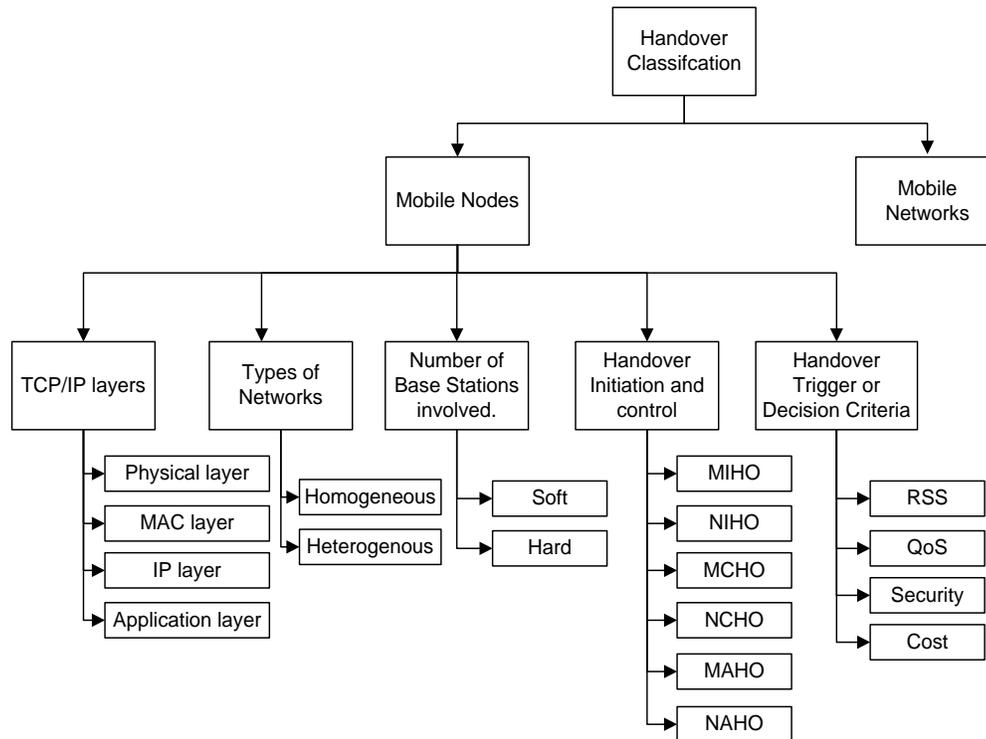 Handover
Classifcation
Mobile Nodes
Mobile
Networks
TCP/IP layers
Types of
Networks
Number of
Base Stations
involved.
Handover
Initiation and
control
Handover
Trigger or
Decision Criteria
Physical layer
MAC layer
IP layer
Application layer
Homogeneous
Heterogenous
Soft
Hard
MIHO
NIHO
MCHO
NCHO
MAHO
NAHO
RSS
QoS
Security
Cost